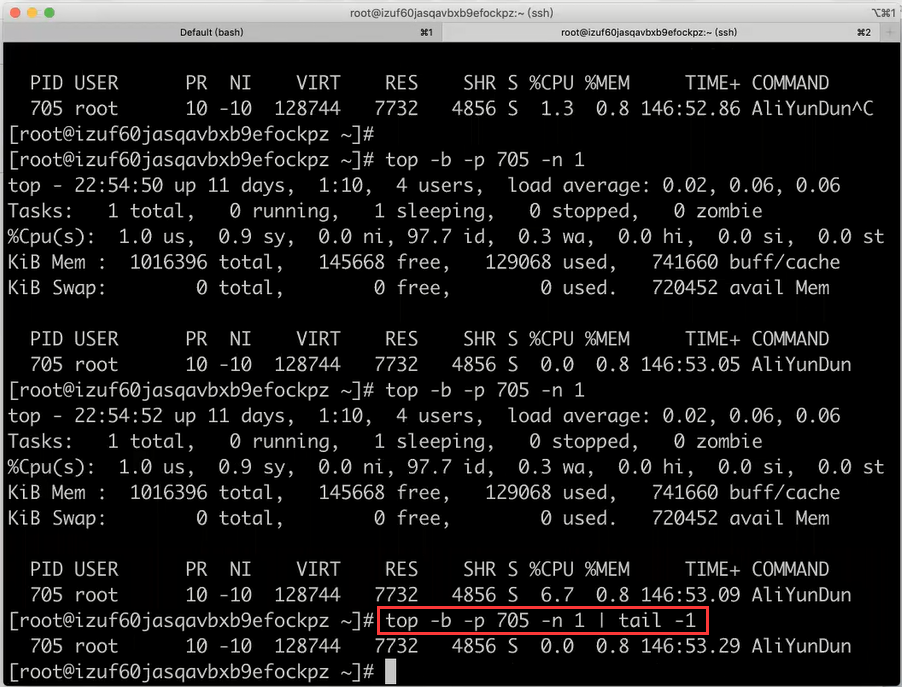 root@izuf60jasqavbxb9efockpz:~ (ssh) ⌥⌘1
Default (bash) ⌘1 root@izuf60jasqavbxb9efockpz:~ (ssh) ⌘2 +
PID USER PR NI VIRT RES SHR S %CPU %MEM TIME+ COMMAND
705 root 10 -10 128744 7732 4856 S 1.3 0.8 146:52.86 AliYunDun^C
[root@izuf60jasqavbxb9efockpz ~]#
[root@izuf60jasqavbxb9efockpz ~]# top -b -p 705 -n 1
top - 22:54:50 up 11 days, 1:10, 4 users, load average: 0.02, 0.06, 0.06
Tasks: 1 total, 0 running, 1 sleeping, 0 stopped, 0 zombie
%Cpu(s): 1.0 us, 0.9 sy, 0.0 ni, 97.7 id, 0.3 wa, 0.0 hi, 0.0 si, 0.0 st
KiB Mem : 1016396 total, 145668 free, 129068 used, 741660 buff/cache
KiB Swap: 0 total, 0 free, 0 used. 720452 avail Mem
PID USER PR NI VIRT RES SHR S %CPU %MEM TIME+ COMMAND
705 root 10 -10 128744 7732 4856 S 0.0 0.8 146:53.05 AliYunDun
[root@izuf60jasqavbxb9efockpz ~]# top -b -p 705 -n 1
top - 22:54:52 up 11 days, 1:10, 4 users, load average: 0.02, 0.06, 0.06
Tasks: 1 total, 0 running, 1 sleeping, 0 stopped, 0 zombie
%Cpu(s): 1.0 us, 0.9 sy, 0.0 ni, 97.7 id, 0.3 wa, 0.0 hi, 0.0 si, 0.0 st
KiB Mem : 1016396 total, 145668 free, 129068 used, 741660 buff/cache
KiB Swap: 0 total, 0 free, 0 used. 720452 avail Mem
PID USER PR NI VIRT RES SHR S %CPU %MEM TIME+ COMMAND
705 root 10 -10 128744 7732 4856 S 6.7 0.8 146:53.09 AliYunDun
[root@izuf60jasqavbxb9efockpz ~]# top -b -p 705 -n 1 | tail -1
705 root 10 -10 128744 7732 4856 S 0.0 0.8 146:53.29 AliYunDun
[root@izuf60jasqavbxb9efockpz ~]#